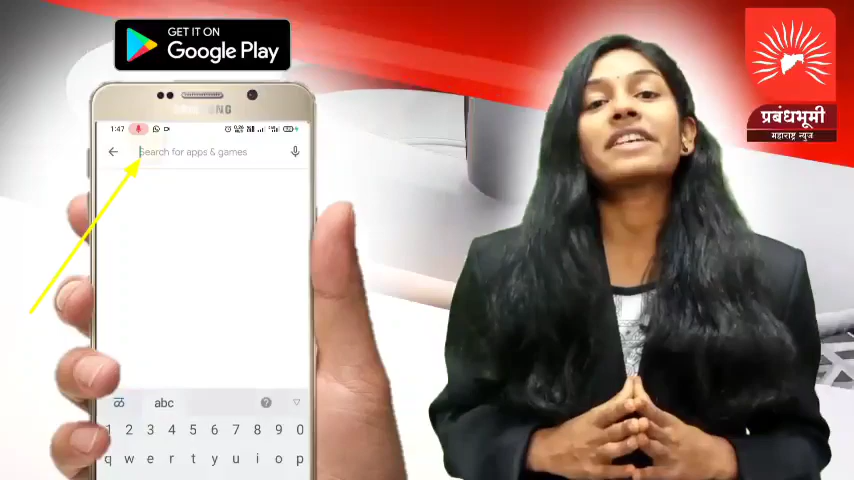 GET IT ON
Google Play
1:47
Search for apps & games
abc
1 2 3 4 5 6 7 8 9 0
q w e r t y u i o p
प्रबंधभूमी
महाराष्ट्र न्युज